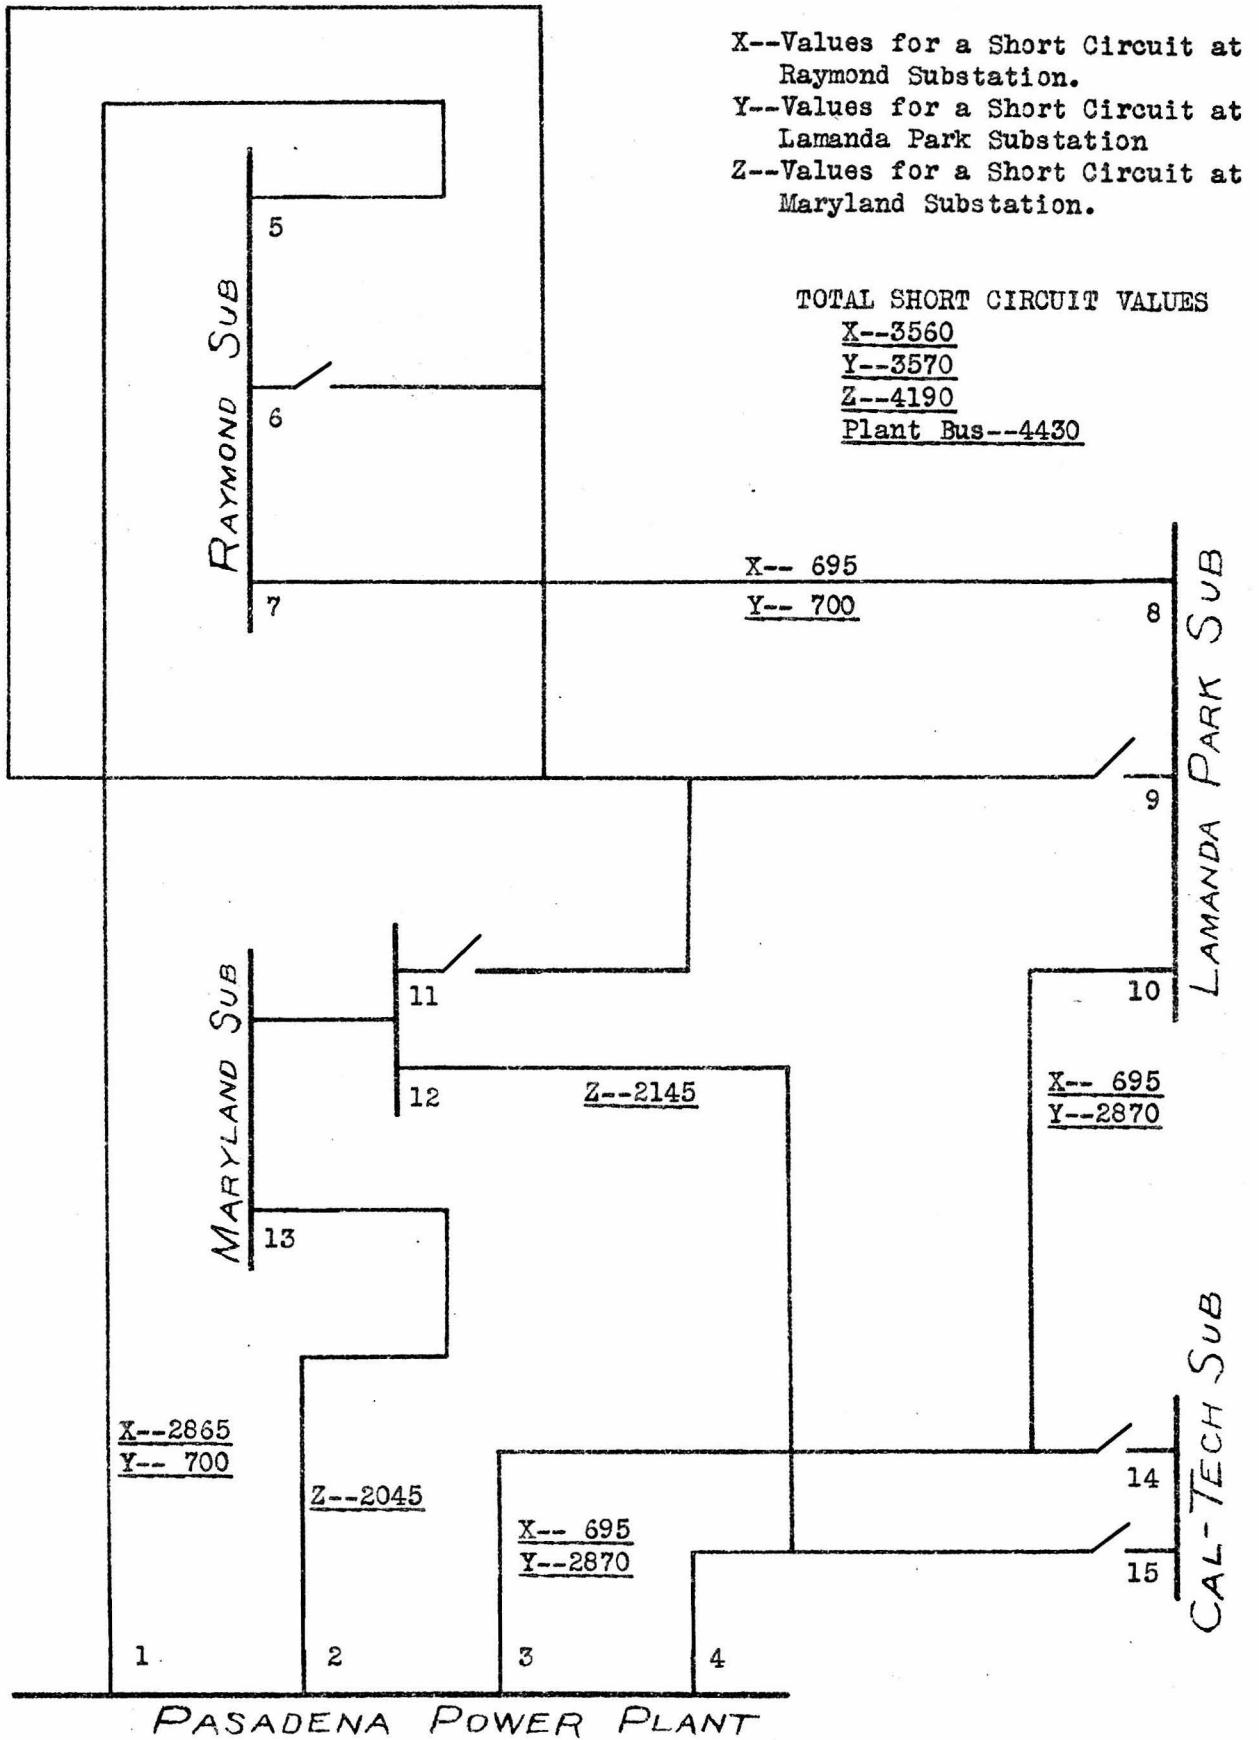 X--Values for a Short Circuit at
Raymond Substation.
Y--Values for a Short Circuit at
Lamanda Park Substation
Z--Values for a Short Circuit at
Maryland Substation.
TOTAL SHORT CIRCUIT VALUES
X--3560
Y--3570
Z--4190
Plant Bus--4430
5
RAYMOND SUB
6
7
X-- 695
Y-- 700
8
LAMANDA PARK SUB
9
10
11
MARYLAND SUB
12
Z--2145
X-- 695
Y--2870
13
CAL-TECH SUB
X--2865
Y-- 700
Z--2045
X-- 695
Y--2870
14
15
1
2
3
4
PASADENA POWER PLANT